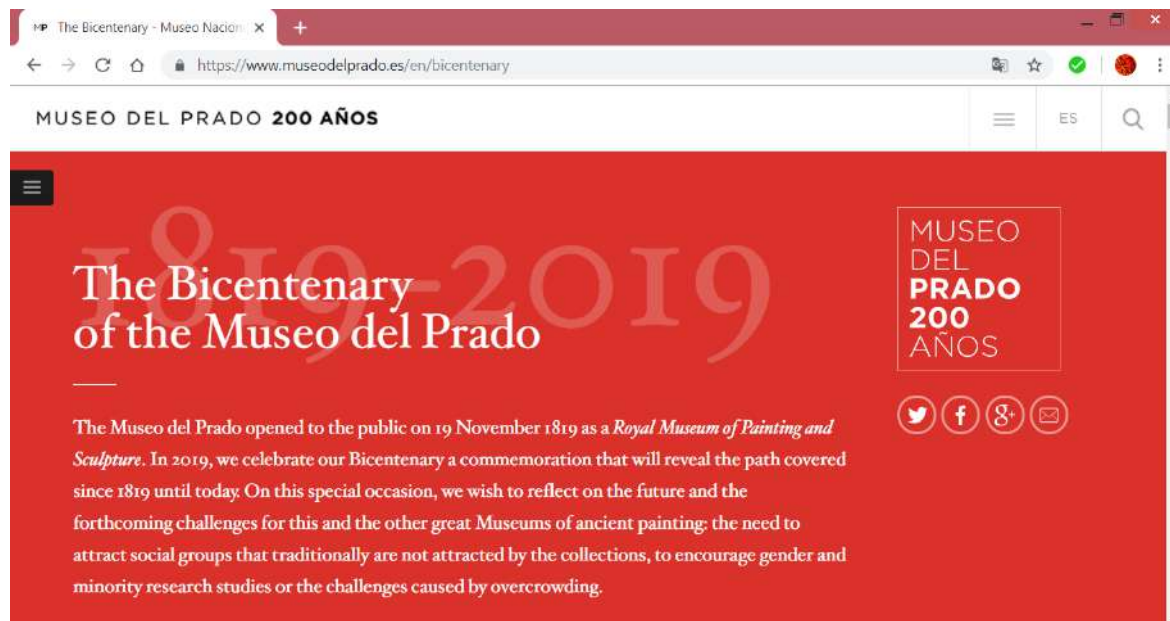 MP The Bicentenary - Museo Nacion
https://www.museodelprado.es/en/bicentenary
MUSEO DEL PRADO 200 AÑOS
ES
1819-2019
The Bicentenary
of the Museo del Prado
The Museo del Prado opened to the public on 19 November 1819 as a Royal Museum of Painting and
Sculpture. In 2019, we celebrate our Bicentenary a commemoration that will reveal the path covered
since 1819 until today. On this special occasion, we wish to reflect on the future and the
forthcoming challenges for this and the other great Museums of ancient painting: the need to
attract social groups that traditionally are not attracted by the collections, to encourage gender and
minority research studies or the challenges caused by overcrowding.
MUSEO
DEL
PRADO
200
AÑOS